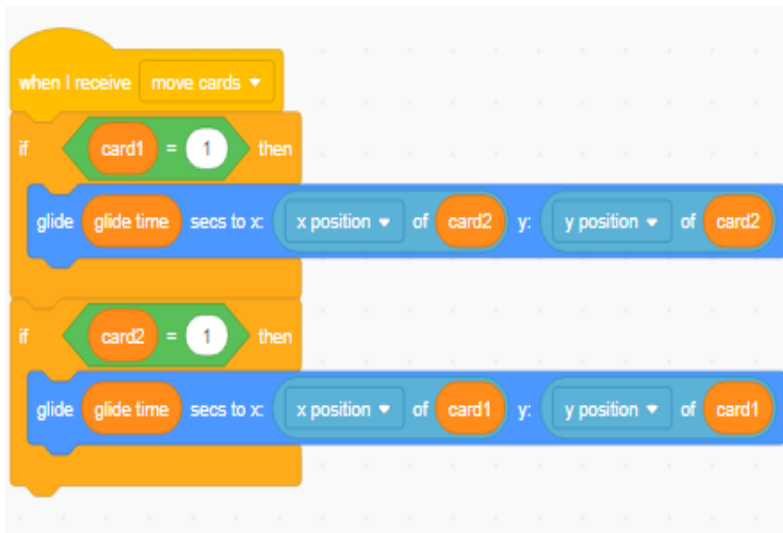 when I receive move cards
if card1 = 1 then
glide glide time secs to x: x position of card2 y: y position of card2
if card2 = 1 then
glide glide time secs to x: x position of card1 y: y position of card1